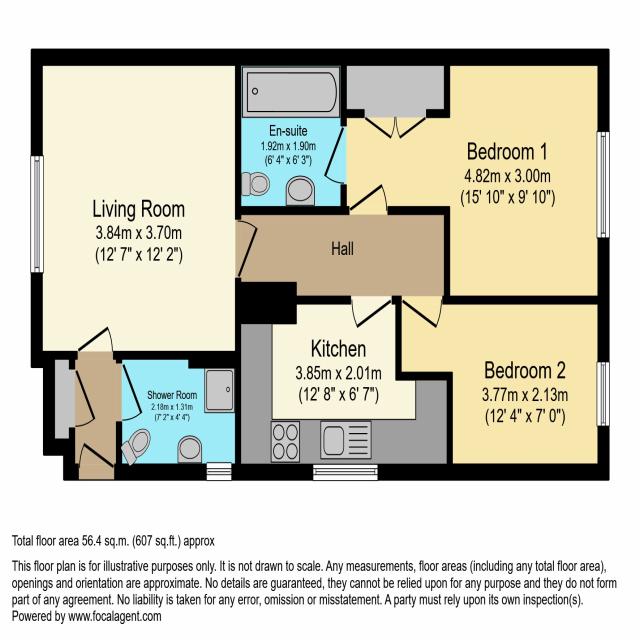 En-suite
1.92m x 1.90m
(6' 4" x 6' 3")
Bedroom 1
4.82m x 3.00m
(15' 10" x 9' 10")
Living Room
3.84m x 3.70m
(12' 7" x 12' 2")
Hall
Kitchen
3.85m x 2.01m
(12' 8" x 6' 7")
Bedroom 2
3.77m x 2.13m
(12' 4" x 7' 0")
Shower Room
2.18m x 1.31m
(7' 2" x 4' 4")
Total floor area 56.4 sq.m. (607 sq.ft.) approx
This floor plan is for illustrative purposes only. It is not drawn to scale. Any measurements, floor areas (including any total floor area),
openings and orientation are approximate. No details are guaranteed, they cannot be relied upon for any purpose and they do not form
part of any agreement. No liability is taken for any error, omission or misstatement. A party must rely upon its own inspection(s).
Powered by www.focalagent.com